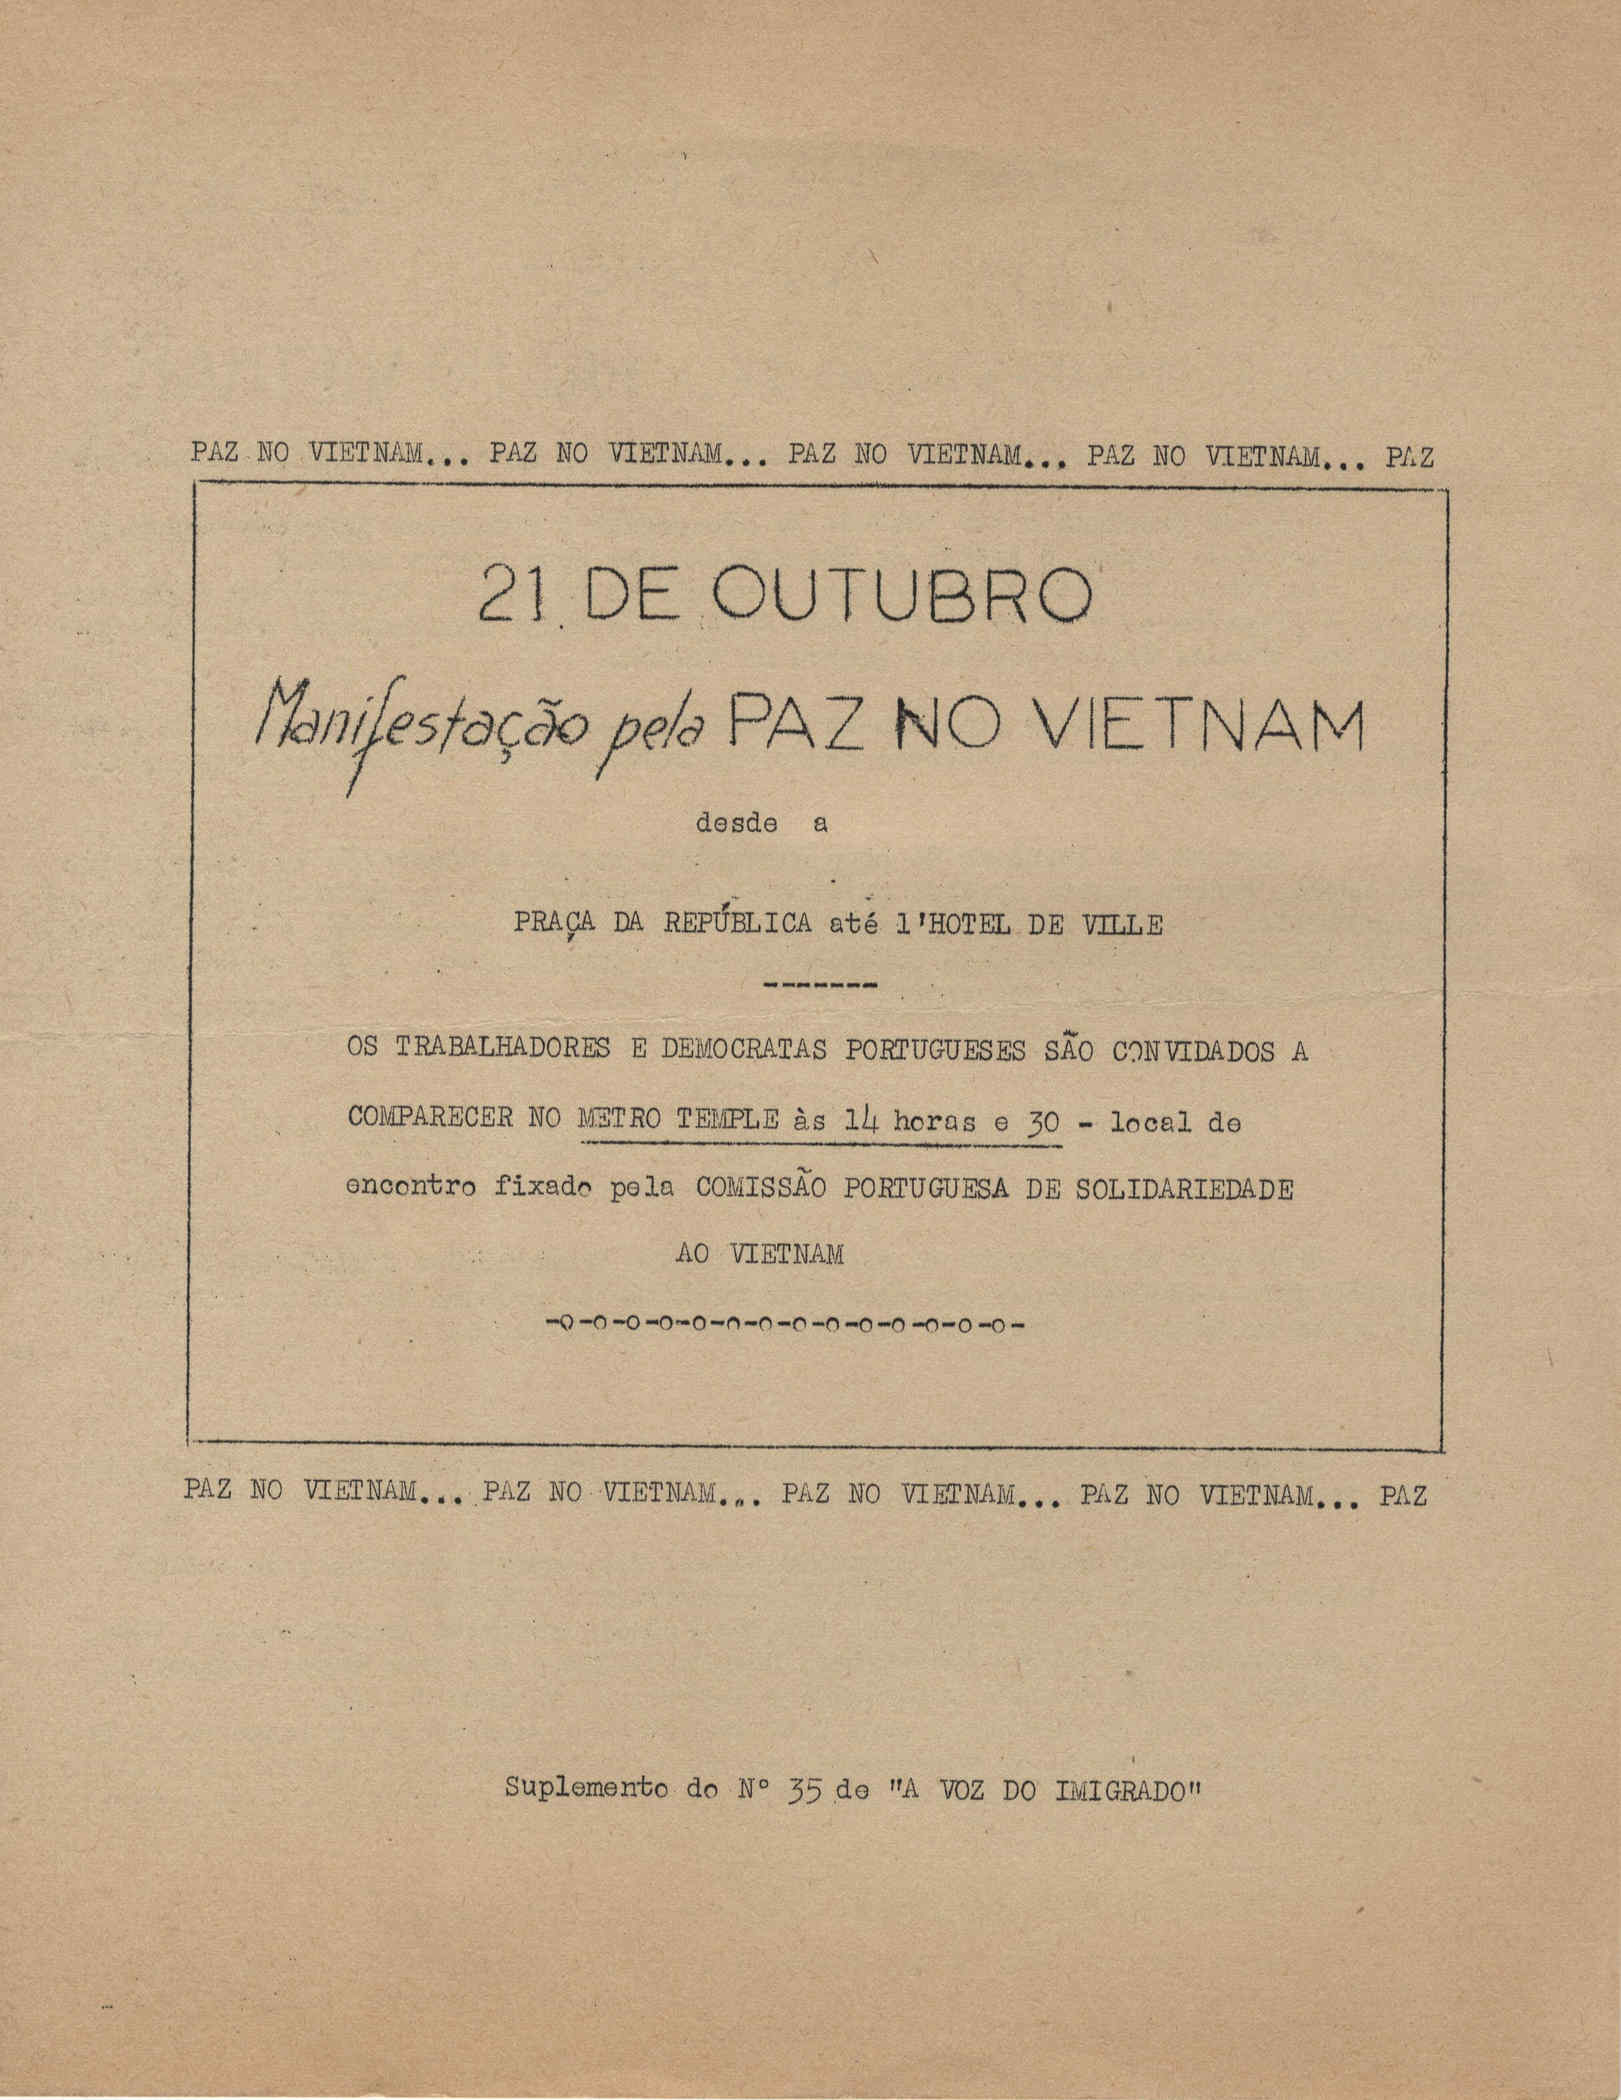 PAZ NO VIETNAM... PAZ NO VIETNAM... PAZ NO VIETNAM... PAZ NO VIETNAM... PAZ
21 DE OUTUBRO
Manifestação pela PAZ NO VIETNAM
desde a
PRAÇA DA REPÚBLICA até l'HOTEL DE VILLE
-------
OS TRABALHADORES E DEMOCRATAS PORTUGUESES SÃO CONVIDADOS A
COMPARECER NO METRO TEMPLE às 14 horas e 30 - local de
encontro fixado pela COMISSÃO PORTUGUESA DE SOLIDARIEDADE
AO VIETNAM
-o-o-o-o-o-o-o-o-o-o-o-o-o-o-
PAZ NO VIETNAM... PAZ NO VIETNAM... PAZ NO VIETNAM... PAZ NO VIETNAM... PAZ
Suplemento do Nº 35 de "A VOZ DO IMIGRADO"